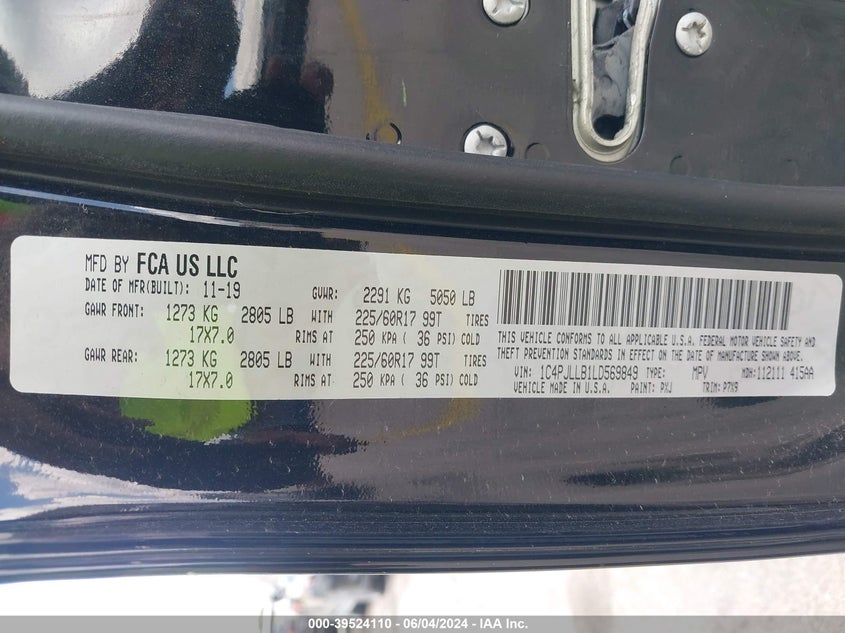 MFD BY FCA US LLC
DATE OF MFR(BUILT): 11-19 GVWR: 2291 KG 5050 LB
GAWR FRONT: 1273 KG 2805 LB WITH 225/60R17 99T TIRES
17X7.0 RIMS AT 250 KPA ( 36 PSI) COLD
GAWR REAR: 1273 KG 2805 LB WITH 225/60R17 99T TIRES
17X7.0 RIMS AT 250 KPA ( 36 PSI) COLD
THIS VEHICLE CONFORMS TO ALL APPLICABLE U.S.A. FEDERAL MOTOR VEHICLE SAFETY AND
THEFT PREVENTION STANDARDS IN EFFECT ON THE DATE OF MANUFACTURE SHOWN ABOVE.
VIN: 1C4PJLLB1LD569849 TYPE: MPV MDH:112111 415AA
VEHICLE MADE IN U.S.A. PAINT: PXJ TRIM: P7X9
000-39524110 - 06/04/2024 - IAA Inc.